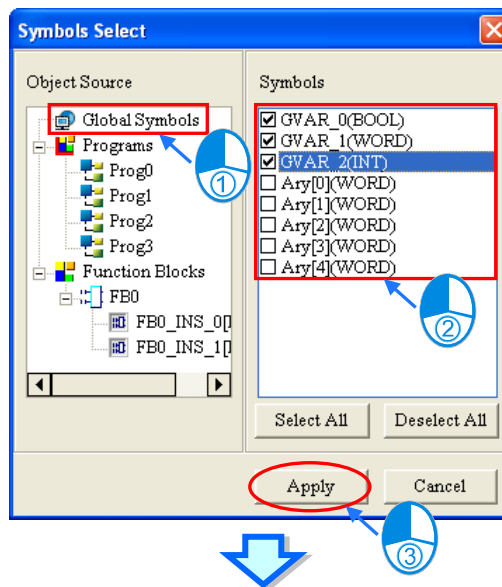 Symbols Select
Object Source
Symbols
Global Symbols
Programs
Prog0
Prog1
Prog2
Prog3
Function Blocks
FB0
FB0_INS_0[
FB0_INS_1[
GVAR_0(BOOL)
GVAR_1(WORD)
GVAR_2(INT)
Ary[0](WORD)
Ary[1](WORD)
Ary[2](WORD)
Ary[3](WORD)
Ary[4](WORD)
①
②
Select All
Deselect All
Apply
Cancel
③